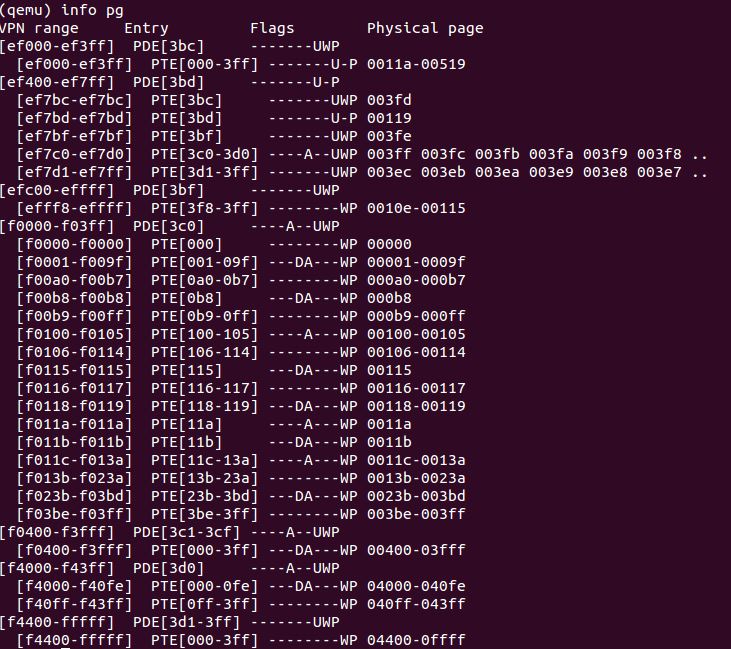 (qemu) info pg
VPN range     Entry         Flags        Physical page
[ef000-ef3ff]  PDE[3bc]     -------UWP
  [ef000-ef3ff]  PTE[000-3ff] -------U-P 0011a-00519
[ef400-ef7ff]  PDE[3bd]     -------U-P
  [ef7bc-ef7bc]  PTE[3bc]     -------UWP 003fd
  [ef7bd-ef7bd]  PTE[3bd]     -------U-P 00119
  [ef7bf-ef7bf]  PTE[3bf]     -------UWP 003fe
  [ef7c0-ef7d0]  PTE[3c0-3d0] ----A--UWP 003ff 003fc 003fb 003fa 003f9 003f8 ..
  [ef7d1-ef7ff]  PTE[3d1-3ff] -------UWP 003ec 003eb 003ea 003e9 003e8 003e7 ..
[efc00-effff]  PDE[3bf]     -------UWP
  [efff8-effff]  PTE[3f8-3ff] --------WP 0010e-00115
[f0000-f03ff]  PDE[3c0]     ----A--UWP
  [f0000-f0000]  PTE[000]     --------WP 00000
  [f0001-f009f]  PTE[001-09f] ---DA---WP 00001-0009f
  [f00a0-f00b7]  PTE[0a0-0b7] --------WP 000a0-000b7
  [f00b8-f00b8]  PTE[0b8]     ---DA---WP 000b8
  [f00b9-f00ff]  PTE[0b9-0ff] --------WP 000b9-000ff
  [f0100-f0105]  PTE[100-105] ----A---WP 00100-00105
  [f0106-f0114]  PTE[106-114] --------WP 00106-00114
  [f0115-f0115]  PTE[115]     ---DA---WP 00115
  [f0116-f0117]  PTE[116-117] --------WP 00116-00117
  [f0118-f0119]  PTE[118-119] ---DA---WP 00118-00119
  [f011a-f011a]  PTE[11a]     ----A---WP 0011a
  [f011b-f011b]  PTE[11b]     ---DA---WP 0011b
  [f011c-f013a]  PTE[11c-13a] ----A---WP 0011c-0013a
  [f013b-f023a]  PTE[13b-23a] --------WP 0013b-0023a
  [f023b-f03bd]  PTE[23b-3bd] ---DA---WP 0023b-003bd
  [f03be-f03ff]  PTE[3be-3ff] --------WP 003be-003ff
[f0400-f3fff]  PDE[3c1-3cf] ----A--UWP
  [f0400-f3fff]  PTE[000-3ff] ---DA---WP 00400-03fff
[f4000-f43ff]  PDE[3d0]     ----A--UWP
  [f4000-f40fe]  PTE[000-0fe] ---DA---WP 04000-040fe
  [f40ff-f43ff]  PTE[0ff-3ff] --------WP 040ff-043ff
[f4400-fffff]  PDE[3d1-3ff] -------UWP
  [f4400-fffff]  PTE[000-3ff] --------WP 04400-0ffff